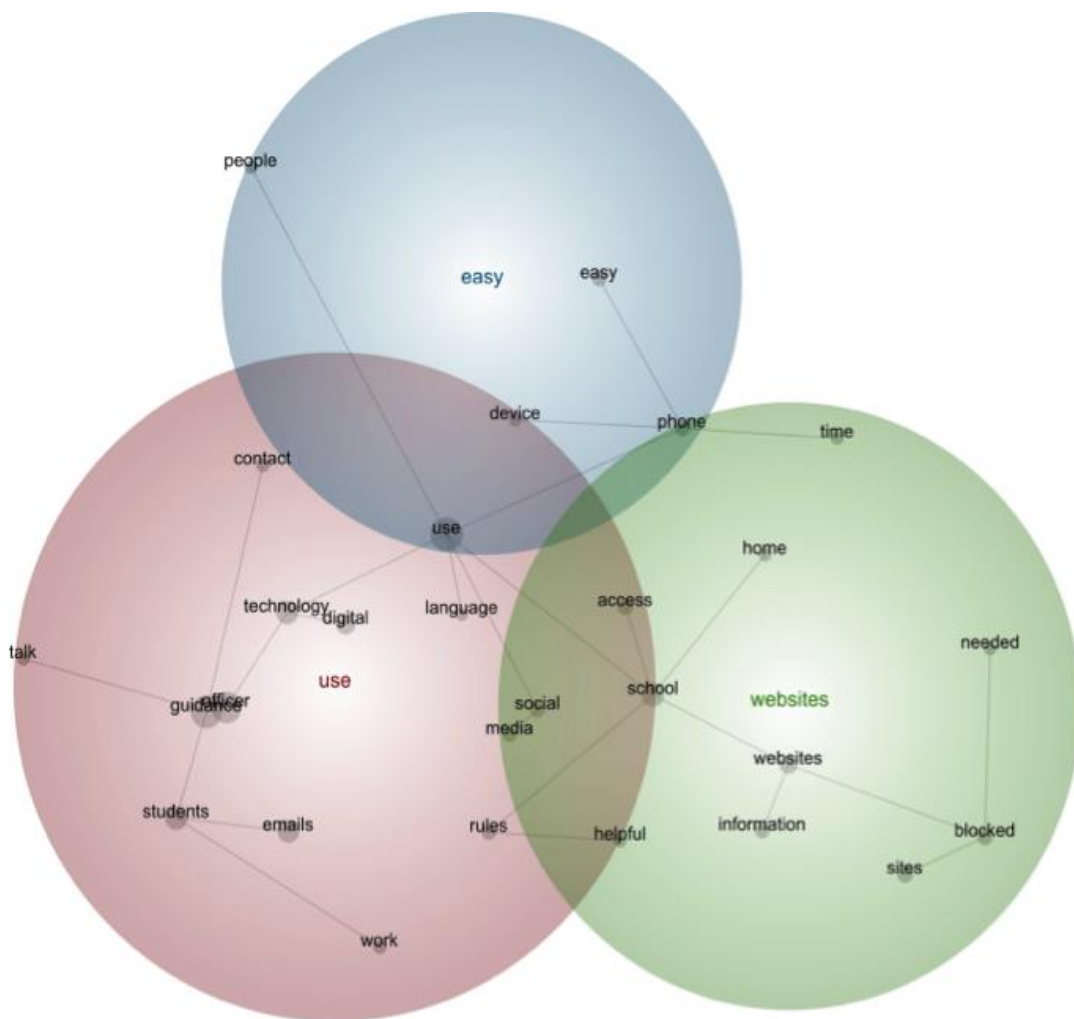 people
easy
easy
device
phone
time
contact
use
home
technology
digital
language
access
needed
talk
use
guidance
officer
social
school
websites
media
websites
students
emails
rules
helpful
information
blocked
sites
work